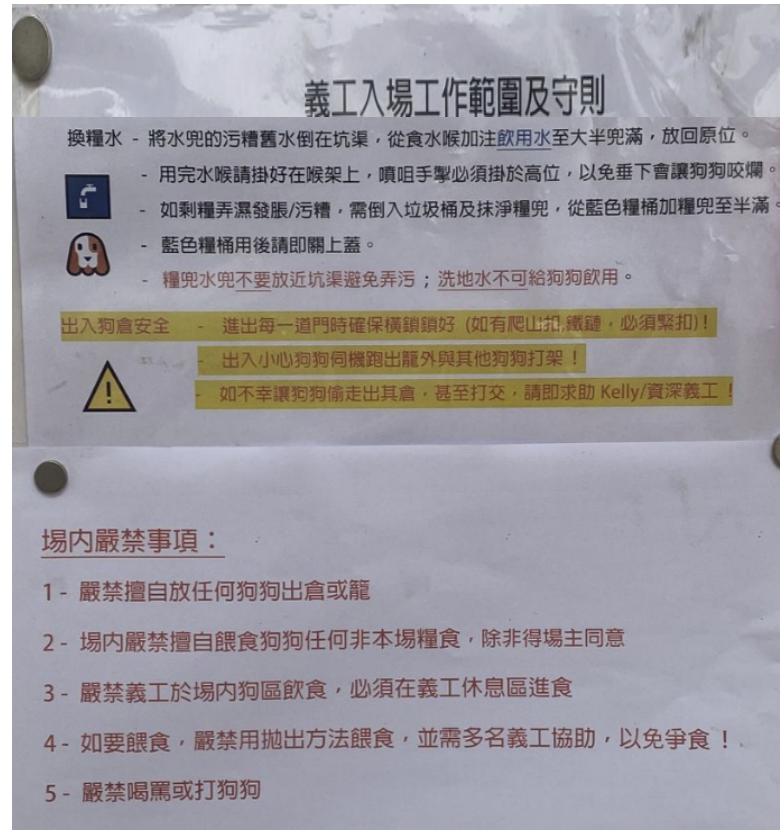 義工入場工作範圍及守則
換糧水 - 將水兜的污糟舊水倒在坑渠，從食水喉加注飲用水至大半兜滿，放回原位。
- 用完水喉請掛好在喉架上，噴咀手掣必須掛於高位，以免垂下會讓狗狗咬爛。
- 如剩糧弄濕發脹/污糟，需倒入垃圾桶及抹淨糧兜，從藍色糧桶加糧兜至半滿。
- 藍色糧桶用後請即關上蓋。
- 糧兜水兜不要放近坑渠避免弄污；洗地水不可給狗狗飲用。
出入狗倉安全 - 進出每一道門時確保橫鎖鎖好 (如有爬山扣,鐵鏈，必須緊扣)!
- 出入小心狗狗伺機跑出籠外與其他狗狗打架！
- 如不幸讓狗狗偷走出其倉，甚至打交，請即求助 Kelly/資深義工！
場内嚴禁事項：
1 - 嚴禁擅自放任何狗狗出倉或籠
2 - 場内嚴禁擅自餵食狗狗任何非本場糧食，除非得場主同意
3 - 嚴禁義工於場内狗區飲食，必須在義工休息區進食
4 - 如要餵食，嚴禁用拋出方法餵食，並需多名義工協助，以免爭食！
5 - 嚴禁喝罵或打狗狗